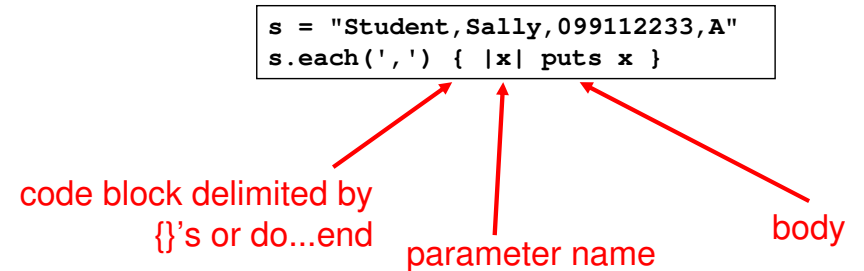 s = "Student,Sally,099112233,A"
s.each(',') { |x| puts x }
code block delimited by
{}’s or do...end
parameter name
body